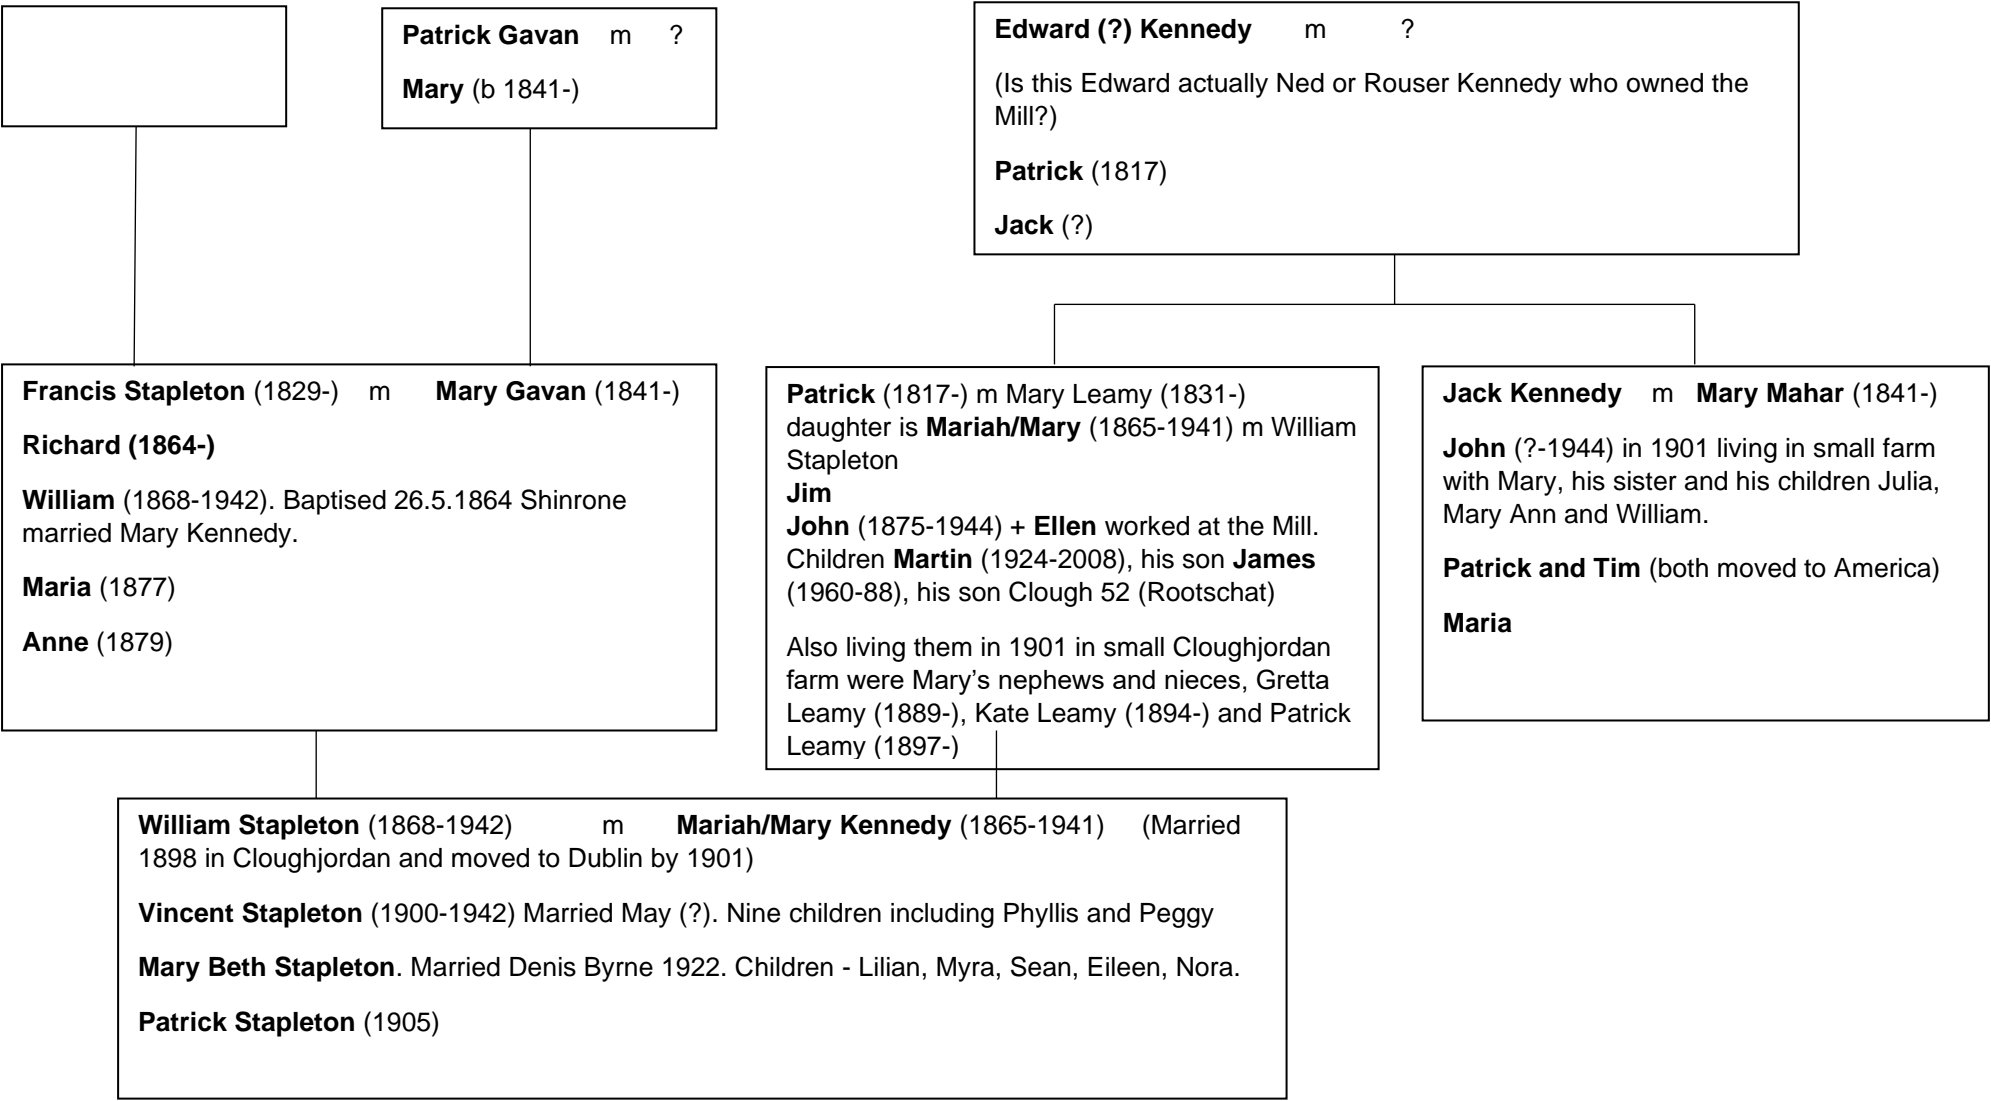 Patrick Gavan m ?
Mary (b 1841-)
Edward (?) Kennedy m ?
(Is this Edward actually Ned or Rouser Kennedy who owned the
Mill?)
Patrick (1817)
Jack (?)
Francis Stapleton (1829-) m Mary Gavan (1841-)
Richard (1864-)
William (1868-1942). Baptised 26.5.1864 Shinrone
married Mary Kennedy.
Maria (1877)
Anne (1879)
Patrick (1817-) m Mary Leamy (1831-)
daughter is Mariah/Mary (1865-1941) m William
Stapleton
Jim
John (1875-1944) + Ellen worked at the Mill.
Children Martin (1924-2008), his son James
(1960-88), his son Clough 52 (Rootschat)
Also living them in 1901 in small Cloughjordan
farm were Mary’s nephews and nieces, Gretta
Leamy (1889-), Kate Leamy (1894-) and Patrick
Leamy (1897-)
Jack Kennedy m Mary Mahar (1841-)
John (?-1944) in 1901 living in small farm
with Mary, his sister and his children Julia,
Mary Ann and William.
Patrick and Tim (both moved to America)
Maria
William Stapleton (1868-1942) m Mariah/Mary Kennedy (1865-1941) (Married
1898 in Cloughjordan and moved to Dublin by 1901)
Vincent Stapleton (1900-1942) Married May (?). Nine children including Phyllis and Peggy
Mary Beth Stapleton. Married Denis Byrne 1922. Children - Lilian, Myra, Sean, Eileen, Nora.
Patrick Stapleton (1905)